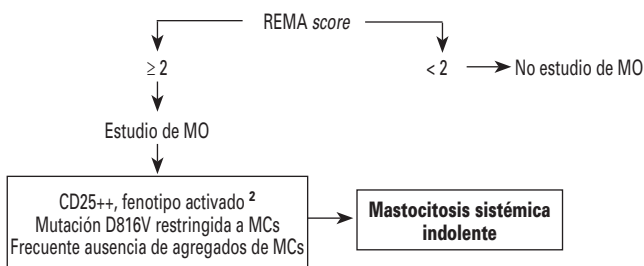 REMA score
≥ 2
< 2
No estudio de MO
Estudio de MO
CD25++, fenotipo activado ²
Mutación D816V restringida a MCs
Frecuente ausencia de agregados de MCs
Mastocitosis sistémica
indolente